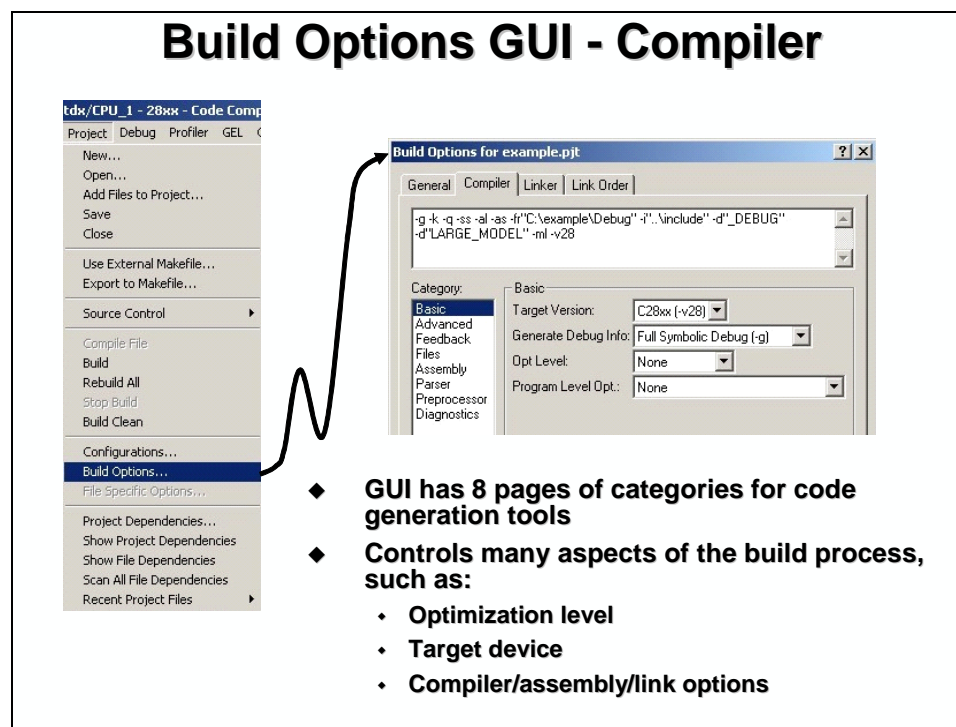 Build Options GUI - Compiler
tdx/CPU_1 - 28xx - Code Comp
Project Debug Profiler GEL
New...
Open...
Add Files to Project...
Save
Close
Use External Makefile...
Export to Makefile...
Source Control
Compile File
Build
Rebuild All
Stop Build
Build Clean
Configurations...
Build Options...
File Specific Options...
Project Dependencies...
Show Project Dependencies
Show File Dependencies
Scan All File Dependencies
Recent Project Files
Build Options for example.pjt
General Compiler Linker Link Order
-g -k -q -ss -al -as -fr"C:\example\Debug" -i"..\include" -d"_DEBUG"
-d"LARGE_MODEL" -ml -v28
Category:
Basic
Advanced
Feedback
Files
Assembly
Parser
Preprocessor
Diagnostics
Basic
Target Version: C28xx (-v28)
Generate Debug Info: Full Symbolic Debug (-g)
Opt Level: None
Program Level Opt.: None
GUI has 8 pages of categories for code
generation tools
Controls many aspects of the build process,
such as:
Optimization level
Target device
Compiler/assembly/link options